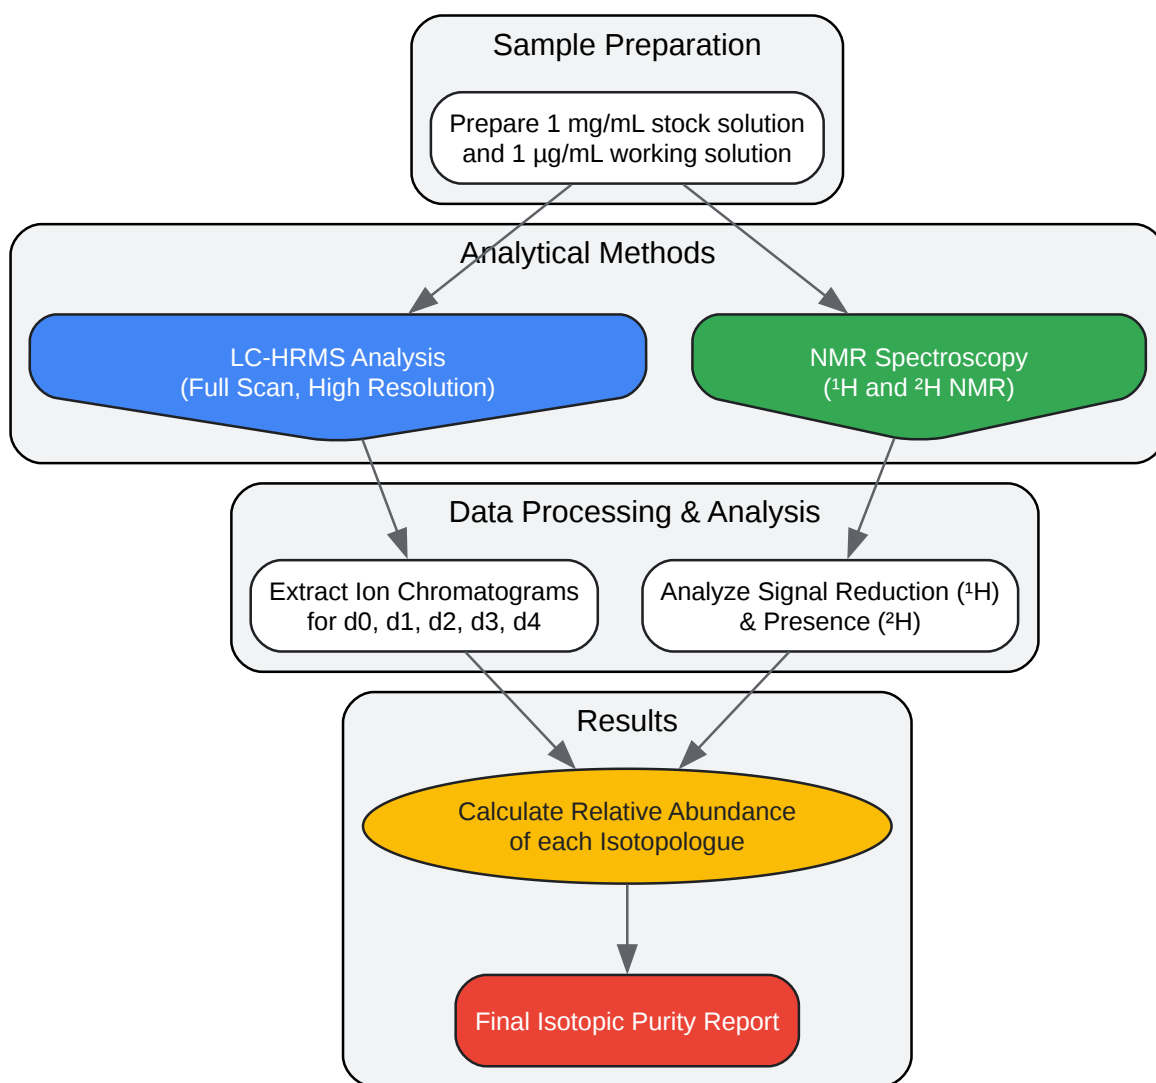 Sample Preparation
Prepare 1 mg/mL stock solution
and 1 µg/mL working solution
Analytical Methods
LC-HRMS Analysis
(Full Scan, High Resolution)
NMR Spectroscopy
(¹H and ²H NMR)
Data Processing & Analysis
Extract Ion Chromatograms
for d0, d1, d2, d3, d4
Analyze Signal Reduction (¹H)
& Presence (²H)
Results
Calculate Relative Abundance
of each Isotopologue
Final Isotopic Purity Report